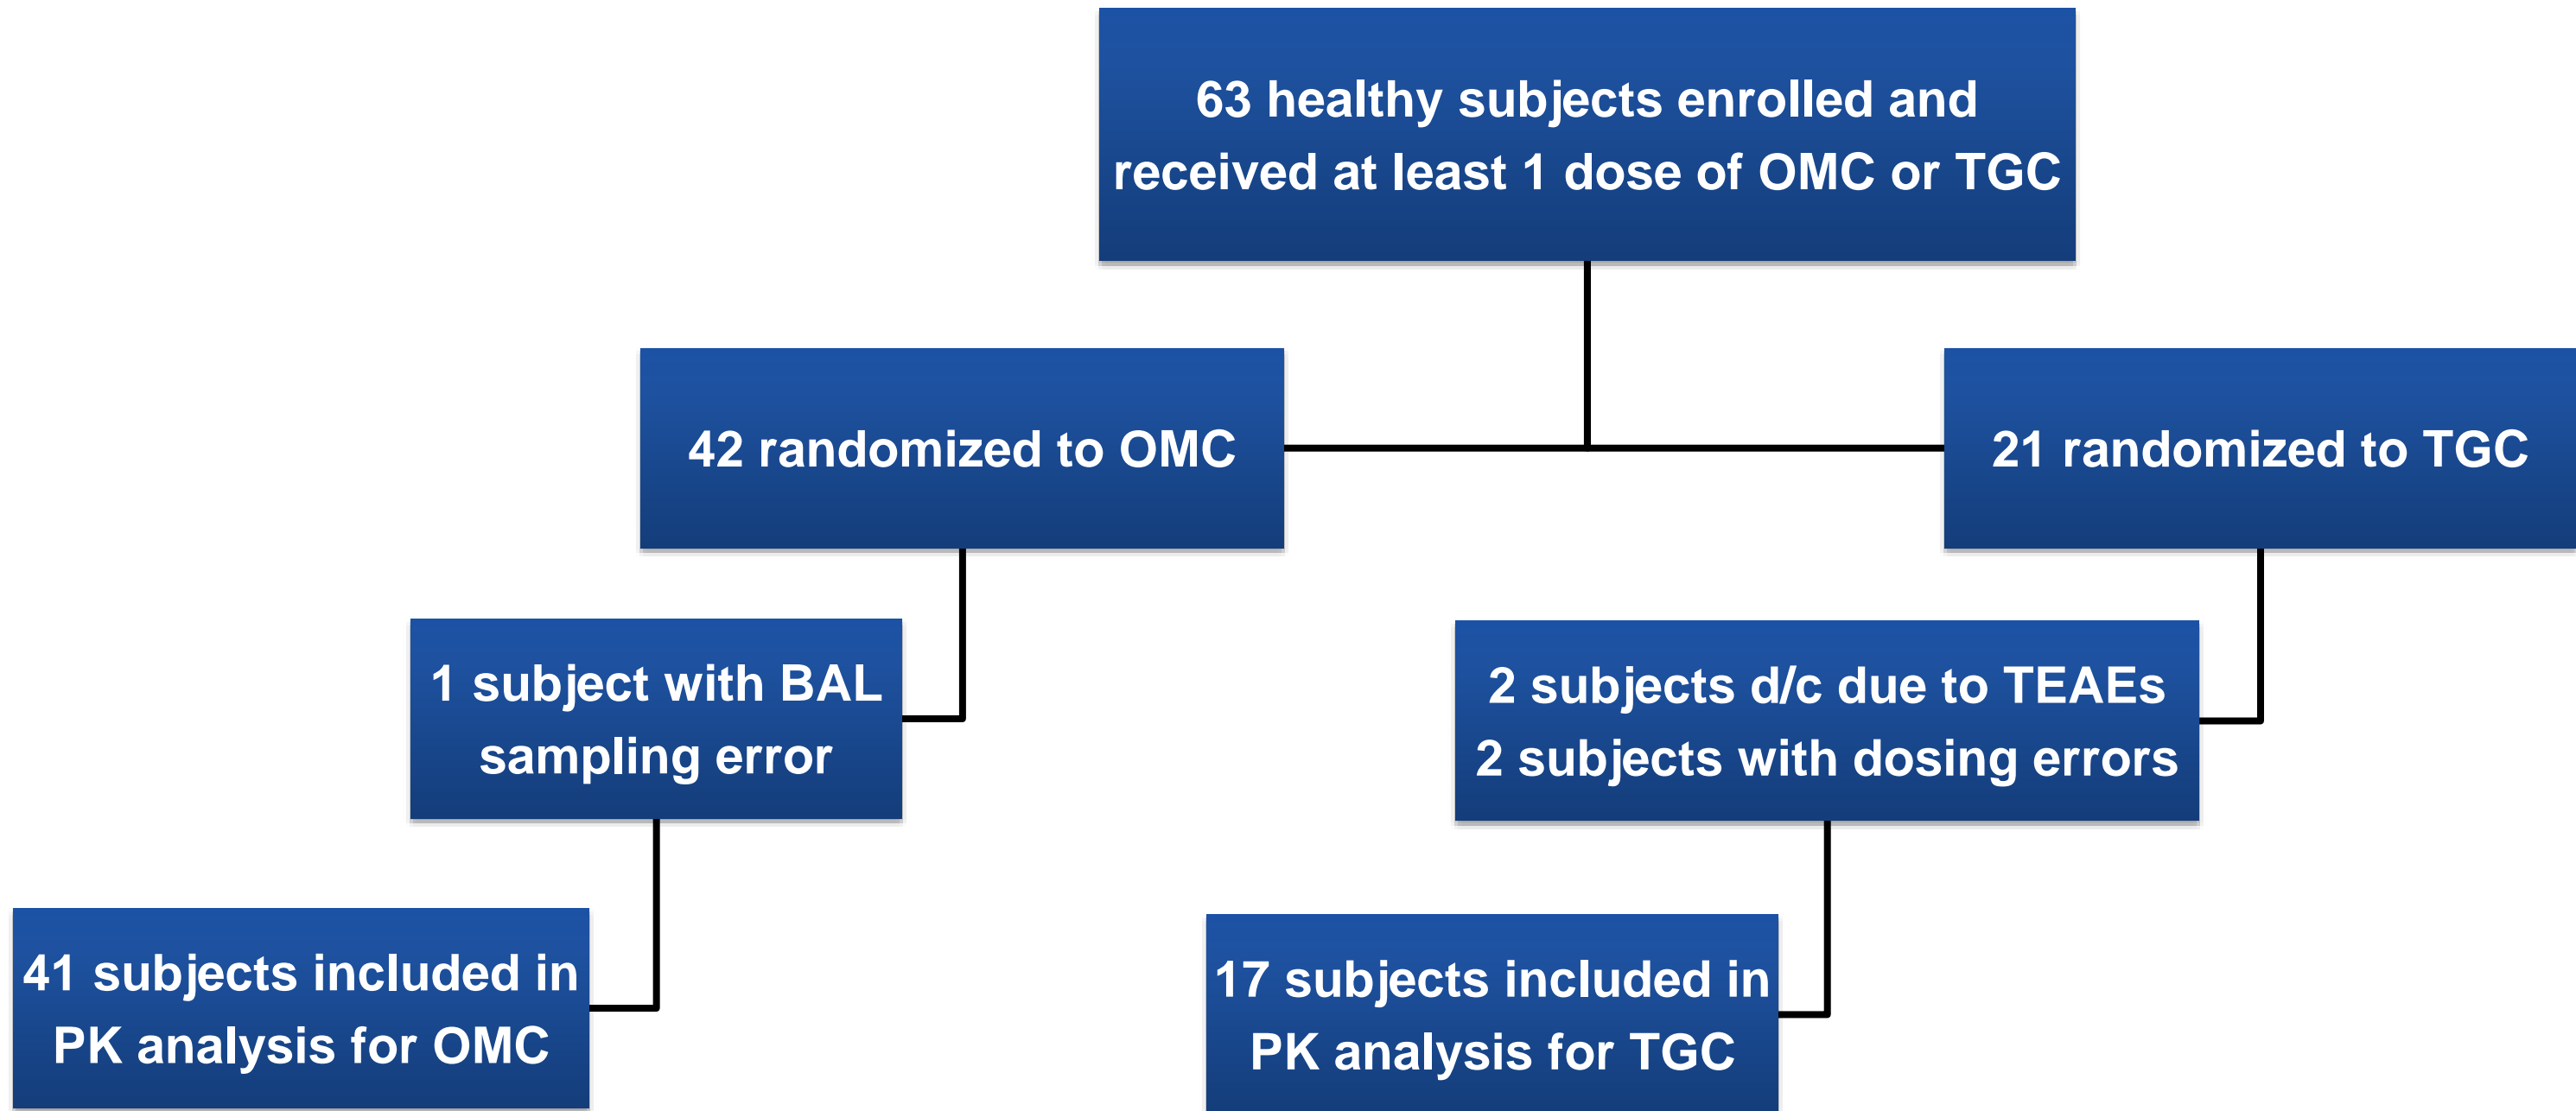 63 healthy subjects enrolled and
received at least 1 dose of OMC or TGC
42 randomized to OMC
21 randomized to TGC
1 subject with BAL
sampling error
2 subjects d/c due to TEAEs
2 subjects with dosing errors
41 subjects included in
PK analysis for OMC
17 subjects included in
PK analysis for TGC